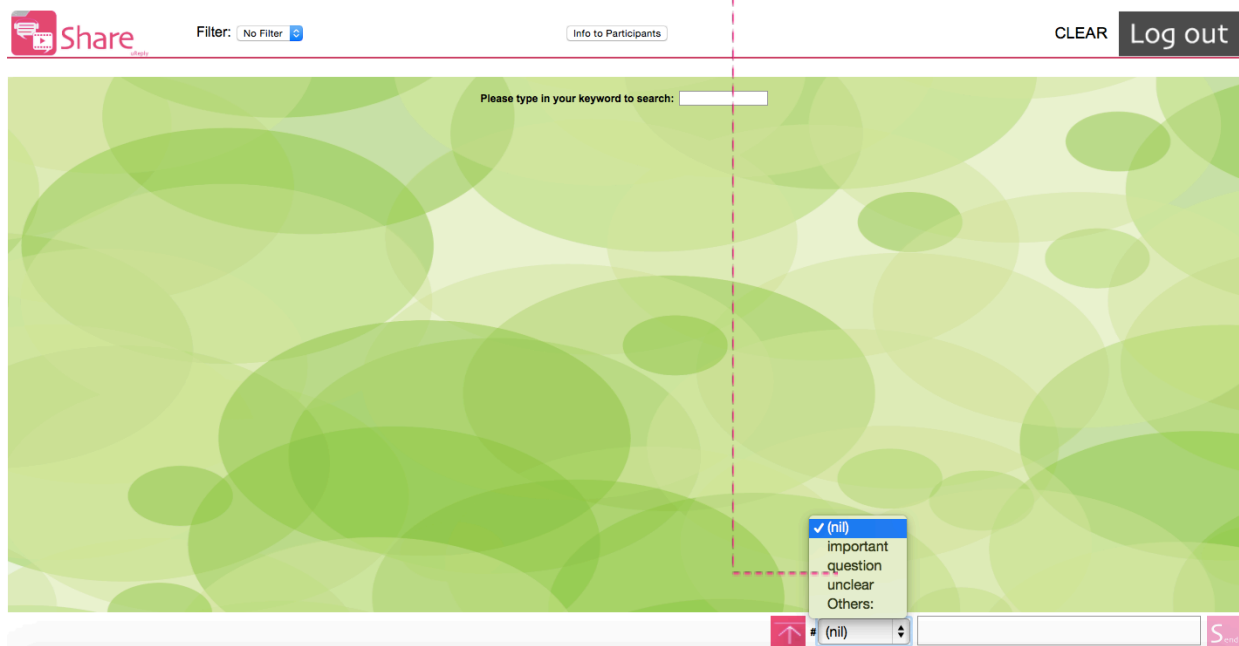 Share
uReply
Filter: No Filter
Info to Participants
CLEAR
Log out
Please type in your keyword to search:
✓ (nil)
important
question
unclear
Others:
# (nil)
Send